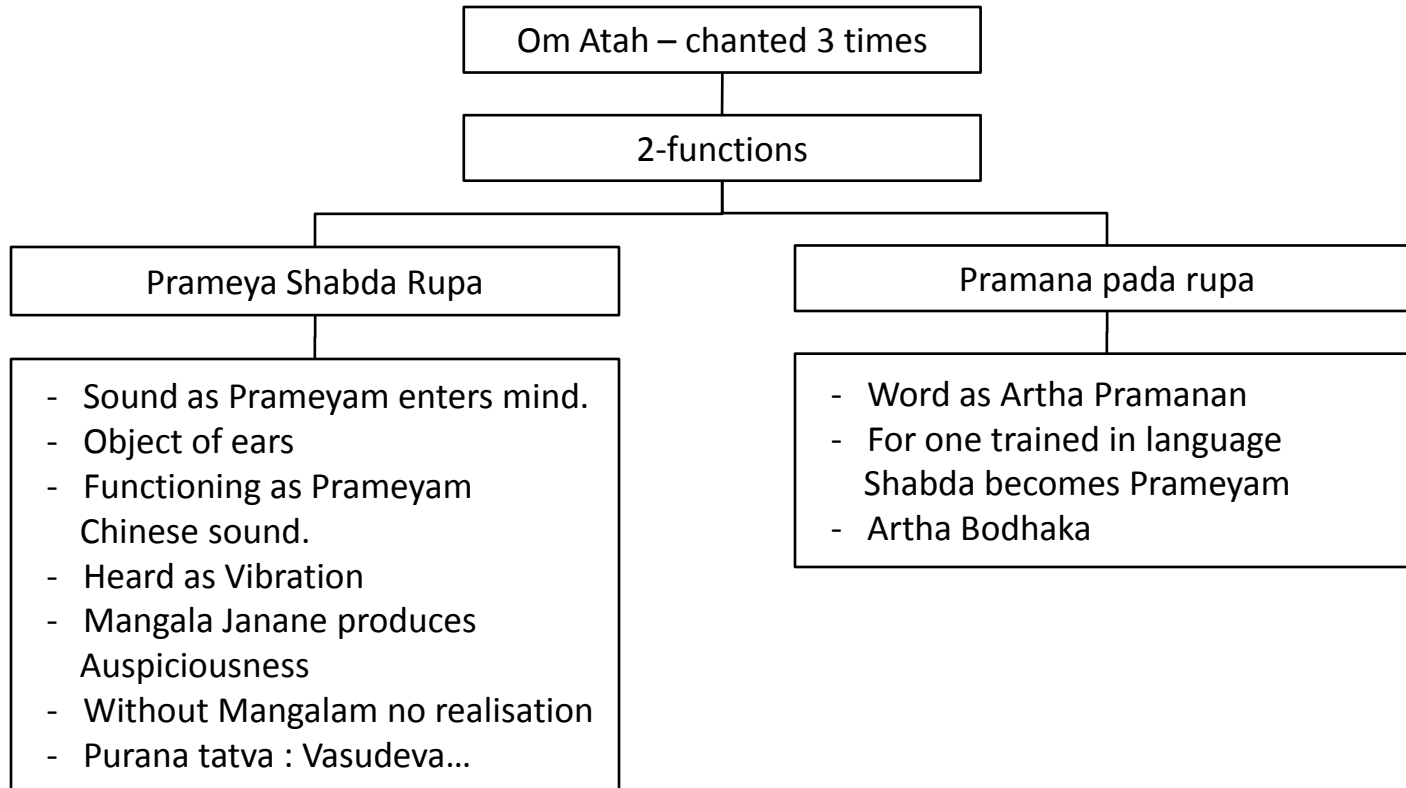 Om Atah – chanted 3 times
2-functions
Prameya Shabda Rupa
- Sound as Prameyam enters mind.
- Object of ears
- Functioning as Prameyam
Chinese sound.
- Heard as Vibration
- Mangala Janane produces
Auspiciousness
- Without Mangalam no realisation
- Purana tatva : Vasudeva…
Pramana pada rupa
- Word as Artha Pramanan
- For one trained in language
Shabda becomes Prameyam
- Artha Bodhaka